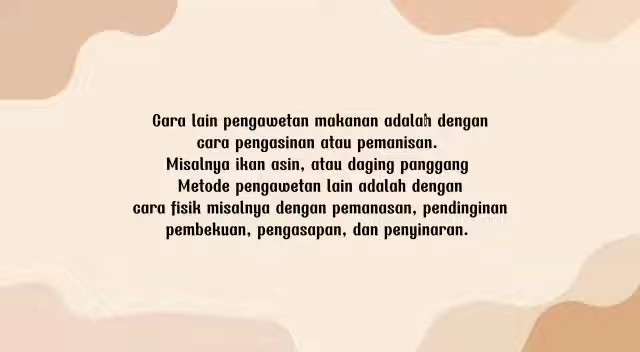 Cara lain pengawetan makanan adalah dengan
cara pengasinan atau pemanisan.
Misalnya ikan asin, atau daging panggang
Metode pengawetan lain adalah dengan
cara fisik misalnya dengan pemanasan, pendinginan
pembekuan, pengasapan, dan penyinaran.